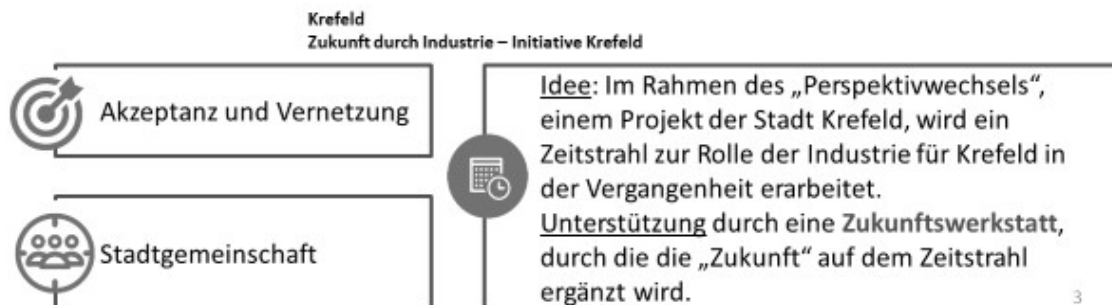 Krefeld
Zukunft durch Industrie – Initiative Krefeld
Akzeptanz und Vernetzung
Stadtgemeinschaft
Idee: Im Rahmen des „Perspektivwechsels“,
einem Projekt der Stadt Krefeld, wird ein
Zeitstrahl zur Rolle der Industrie für Krefeld in
der Vergangenheit erarbeitet.
Unterstützung durch eine Zukunftswerkstatt,
durch die die „Zukunft“ auf dem Zeitstrahl
ergänzt wird.
3